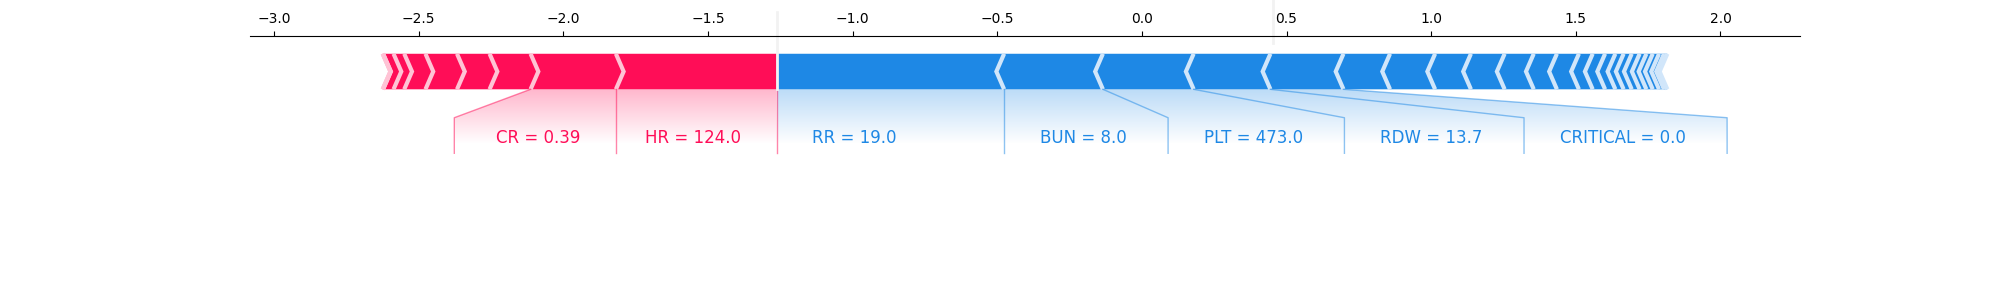 −3.0 −2.5 −2.0 −1.5 −1.0 −0.5 0.0 0.5 1.0 1.5 2.0
CR = 0.39 HR = 124.0 RR = 19.0 BUN = 8.0 PLT = 473.0 RDW = 13.7 CRITICAL = 0.0